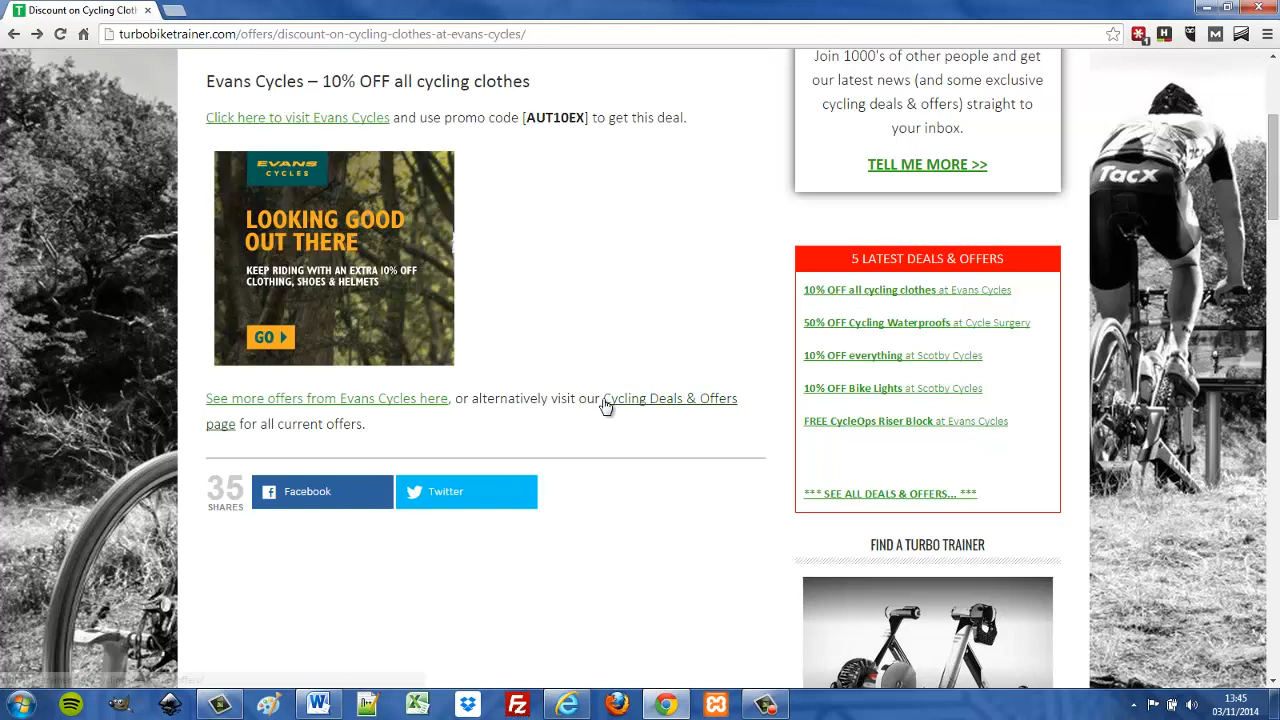 Discount on Cycling Cloth
turbobiketrainer.com/offers/discount-on-cycling-clothes-at-evans-cycles/
Evans Cycles – 10% OFF all cycling clothes
Click here to visit Evans Cycles and use promo code [AUT10EX] to get this deal.
EVANS
CYCLES
LOOKING GOOD
OUT THERE
KEEP RIDING WITH AN EXTRA 10% OFF
CLOTHING, SHOES & HELMETS
GO
See more offers from Evans Cycles here, or alternatively visit our Cycling Deals & Offers
page for all current offers.
35
SHARES
Facebook
Twitter
Join 1000's of other people and get
our latest news (and some exclusive
cycling deals & offers) straight to
your inbox.
TELL ME MORE >>
5 LATEST DEALS & OFFERS
10% OFF all cycling clothes at Evans Cycles
50% OFF Cycling Waterproofs at Cycle Surgery
10% OFF everything at Scotby Cycles
10% OFF Bike Lights at Scotby Cycles
FREE CycleOps Riser Block at Evans Cycles
*** SEE ALL DEALS & OFFERS... ***
FIND A TURBO TRAINER
Tacx
13:45
03/11/2014